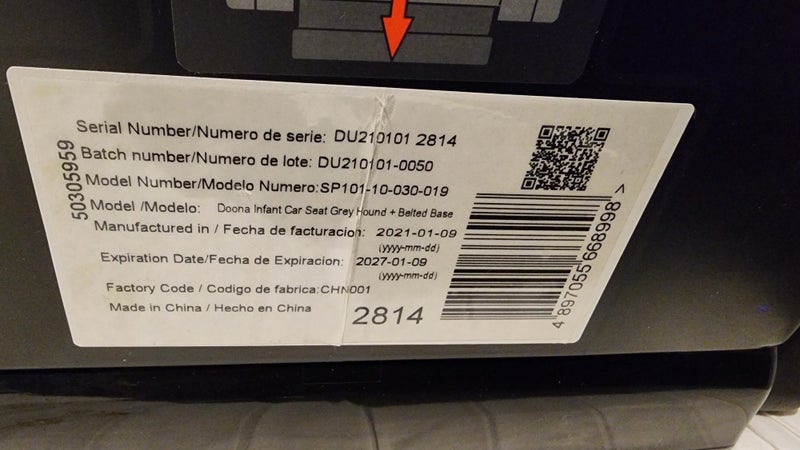 Serial Number/Numero de serie: DU210101 2814
Batch number/Numero de lote: DU210101-0050
Model Number/Modelo Numero:SP101-10-030-019
Model /Modelo: Doona Infant Car Seat Grey Hound + Belted Base
Manufactured in / Fecha de facturacion: 2021-01-09
(yyyy-mm-dd)
Expiration Date/Fecha de Expiracion: 2027-01-09
(yyyy-mm-dd)
Factory Code / Codigo de fabrica:CHN001
Made in China / Hecho en China
2814
50305959
4 897055 668998 >